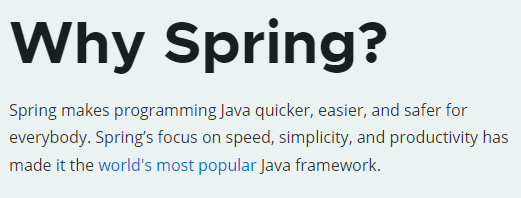 Why Spring?
Spring makes programming Java quicker, easier, and safer for
everybody. Spring’s focus on speed, simplicity, and productivity has
made it the world's most popular Java framework.